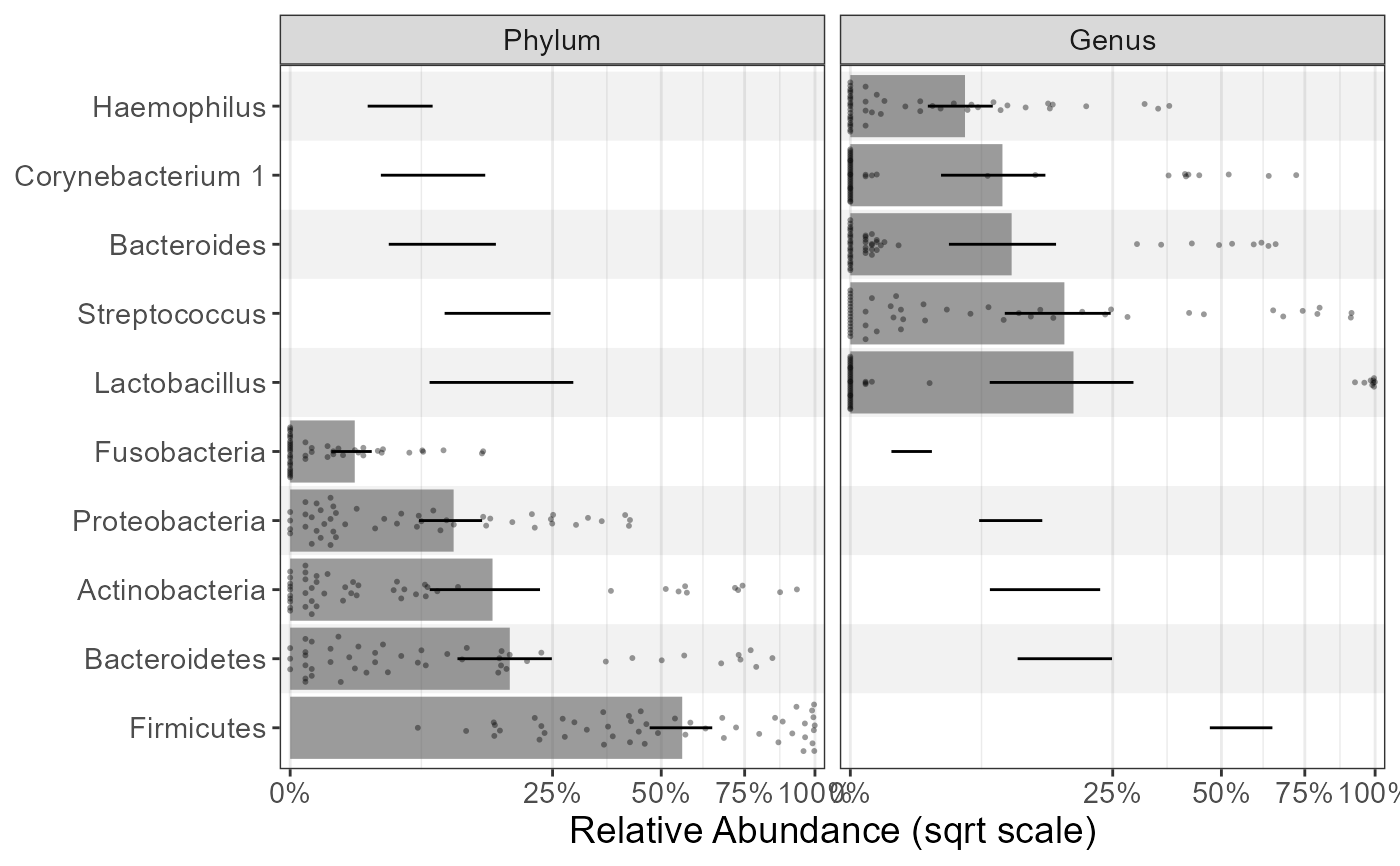 Phylum
Genus
Haemophilus
Corynebacterium 1
Bacteroides
Streptococcus
Lactobacillus
Fusobacteria
Proteobacteria
Actinobacteria
Bacteroidetes
Firmicutes
0% 25% 50% 75% 100% 0% 25% 50% 75% 100%
Relative Abundance (sqrt scale)